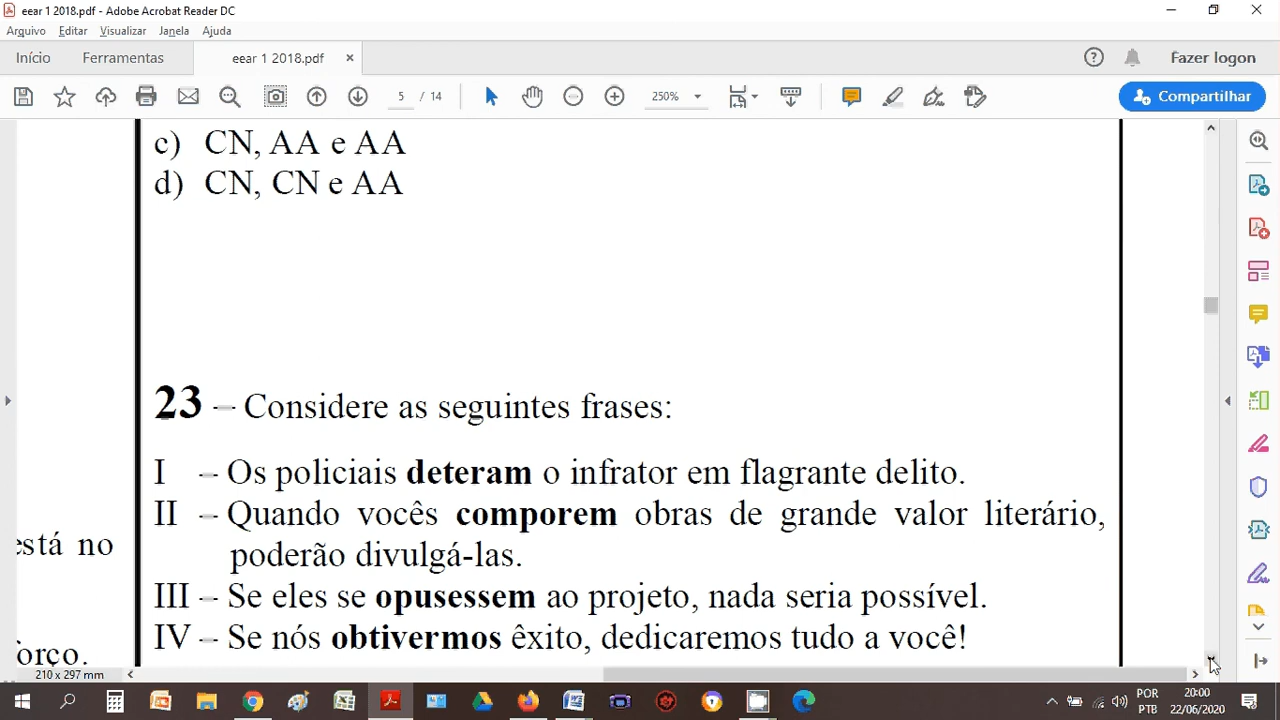 eear 1 2018.pdf - Adobe Acrobat Reader DC
Arquivo Editar Visualizar Janela Ajuda
Início Ferramentas eear 1 2018.pdf × Fazer logon
5 / 14 250% Compartilhar
c) CN, AA e AA
d) CN, CN e AA
23 – Considere as seguintes frases:
I – Os policiais deteram o infrator em flagrante delito.
II – Quando vocês comporem obras de grande valor literário,
está no
poderão divulgá-las.
III – Se eles se opusessem ao projeto, nada seria possível.
IV – Se nós obtivermos êxito, dedicaremos tudo a você!
orço.
210 x 297 mm
POR
PTB
20:00
22/06/2020